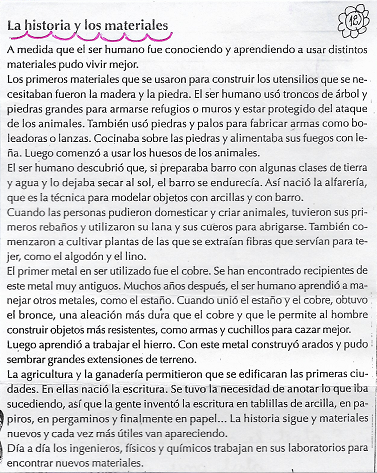 La historia y los materiales
12
A medida que el ser humano fue conociendo y aprendiendo a usar distintos
materiales pudo vivir mejor.
Los primeros materiales que se usaron para construir los utensilios que se ne-
cesitaban fueron la madera y la piedra. El ser humano usó troncos de árbol y
piedras grandes para armarse refugios o muros y estar protegido del ataque
de los animales. También usó piedras y palos para fabricar armas como bo-
leadoras o lanzas. Cocinaba sobre las piedras y alimentaba sus fuegos con le-
ña. Luego comenzó a usar los huesos de los animales.
El ser humano descubrió que, si preparaba barro con algunas clases de tierra
y agua y lo dejaba secar al sol, el barro se endurecía. Así nació la alfarería,
que es la técnica para modelar objetos con arcillas y con barro.
Cuando las personas pudieron domesticar y criar animales, tuvieron sus pri-
meros rebaños y utilizaron su lana y sus cueros para abrigarse. También co-
menzaron a cultivar plantas de las que se extraían fibras que servían para te-
jer, como el algodón y el lino.
El primer metal en ser utilizado fue el cobre. Se han encontrado recipientes de
este metal muy antiguos. Muchos años después, el ser humano aprendió a ma-
nejar otros metales, como el estaño. Cuando unió el estaño y el cobre, obtuvo
el bronce, una aleación más dura que el cobre y que le permite al hombre
construir objetos más resistentes, como armas y cuchillos para cazar mejor.
Luego aprendió a trabajar el hierro. Con este metal construyó arados y pudo
sembrar grandes extensiones de terreno.
La agricultura y la ganadería permitieron que se edificaran las primeras ciu-
dades. En ellas nació la escritura. Se tuvo la necesidad de anotar lo que iba
sucediendo, así que la gente inventó la escritura en tablillas de arcilla, en pa-
piros, en pergaminos y finalmente en papel... La historia sigue y materiales
nuevos y cada vez más útiles van apareciendo.
Día a día los ingenieros, físicos y químicos trabajan en sus laboratorios para
encontrar nuevos materiales.